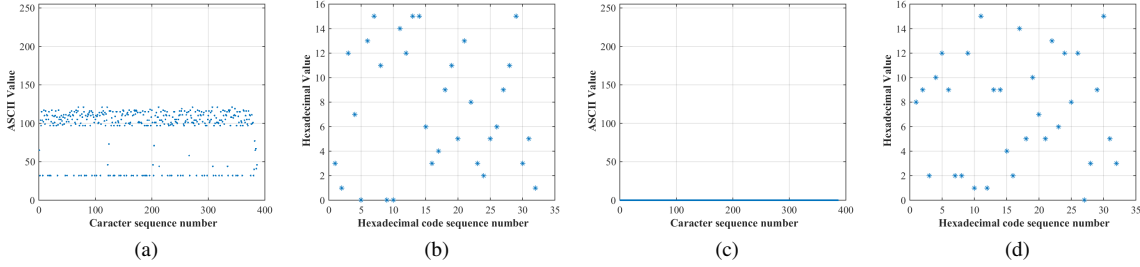 250
200
150
100
50
0
0 100 200 300 400
ASCII Value
Caracter sequence number
(a)
16
14
12
10
8
6
4
2
0
0 5 10 15 20 25 30 35
Hexadecimal Value
Hexadecimal code sequence number
(b)
250
200
150
100
50
0
0 100 200 300 400
ASCII Value
Caracter sequence number
(c)
16
14
12
10
8
6
4
2
0
0 5 10 15 20 25 30 35
Hexadecimal Value
Hexadecimal code sequence number
(d)